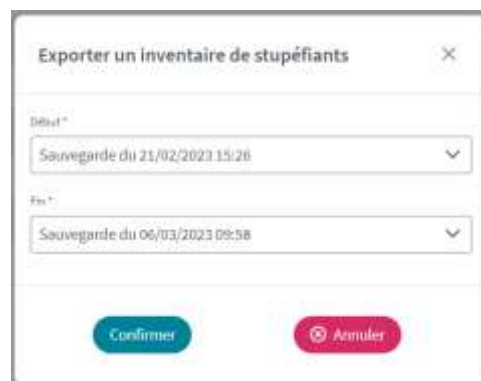 Exporter un inventaire de stupéfiants
Début *
Sauvegarde du 21/02/2023 15:26
Fin *
Sauvegarde du 06/03/2023 09:58
Confirmer
Annuler